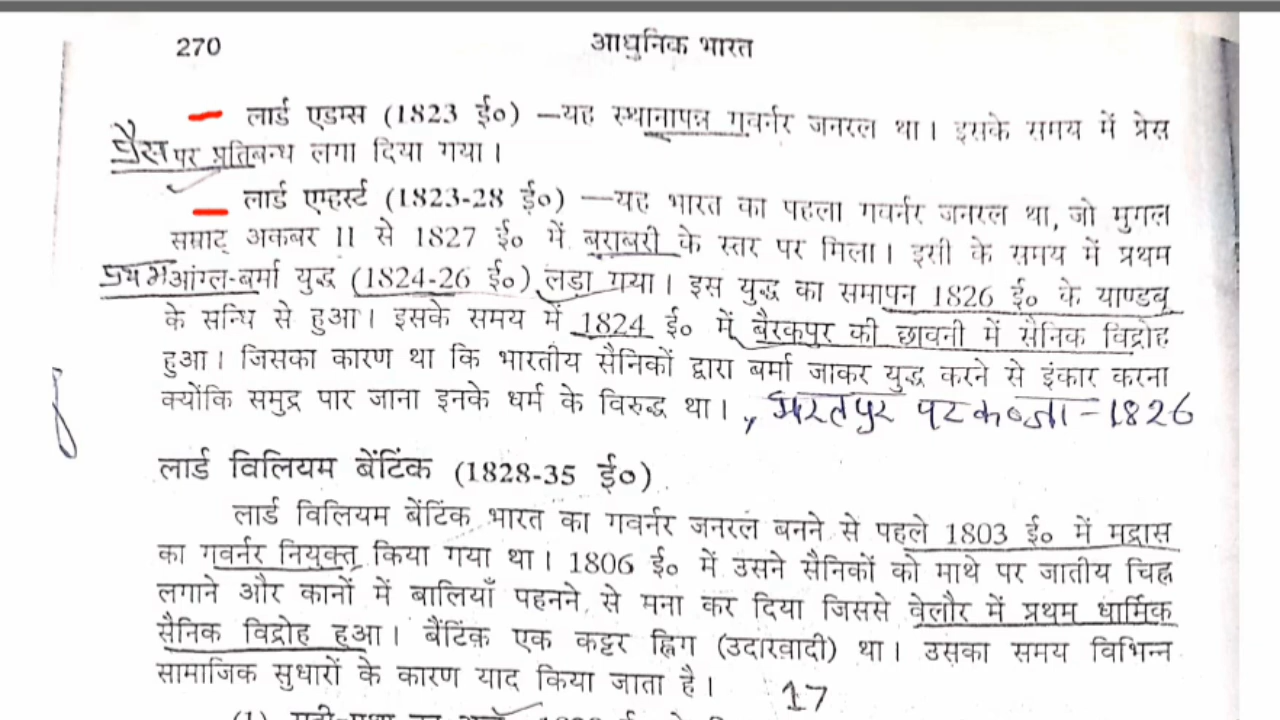 270 आधुनिक भारत
लार्ड एडम्स (1823 ई०) —यह स्थानापन्न गवर्नर जनरल था। इसके समय में प्रेस
प्रैस पर प्रतिबन्ध लगा दिया गया।
लार्ड एम्हर्स्ट (1823-28 ई०) —यह भारत का पहला गवर्नर जनरल था, जो मुगल
सम्राट् अकबर II से 1827 ई० में बराबरी के स्तर पर मिला। इसी के समय में प्रथम
प्रथम आंग्ल-बर्मा युद्ध (1824-26 ई०) लड़ा गया। इस युद्ध का समापन 1826 ई० के याण्डबू
के सन्धि से हुआ। इसके समय में 1824 ई० में बैरकपुर की छावनी में सैनिक विद्रोह
हुआ। जिसका कारण था कि भारतीय सैनिकों द्वारा बर्मा जाकर युद्ध करने से इंकार करना
क्योंकि समुद्र पार जाना इनके धर्म के विरुद्ध था। , भरतपुर पर कब्जा – 1826
लार्ड विलियम बेंटिंक (1828-35 ई०)
लार्ड विलियम बेंटिंक भारत का गवर्नर जनरल बनने से पहले 1803 ई० में मद्रास
का गवर्नर नियुक्त किया गया था। 1806 ई० में उसने सैनिकों को माथे पर जातीय चिह्न
लगाने और कानों में बालियाँ पहनने से मना कर दिया जिससे वेलौर में प्रथम धार्मिक
सैनिक विद्रोह हुआ। बैंटिंक एक कट्टर ह्विग (उदारवादी) था। उसका समय विभिन्न
सामाजिक सुधारों के कारण याद किया जाता है। 17
(1)